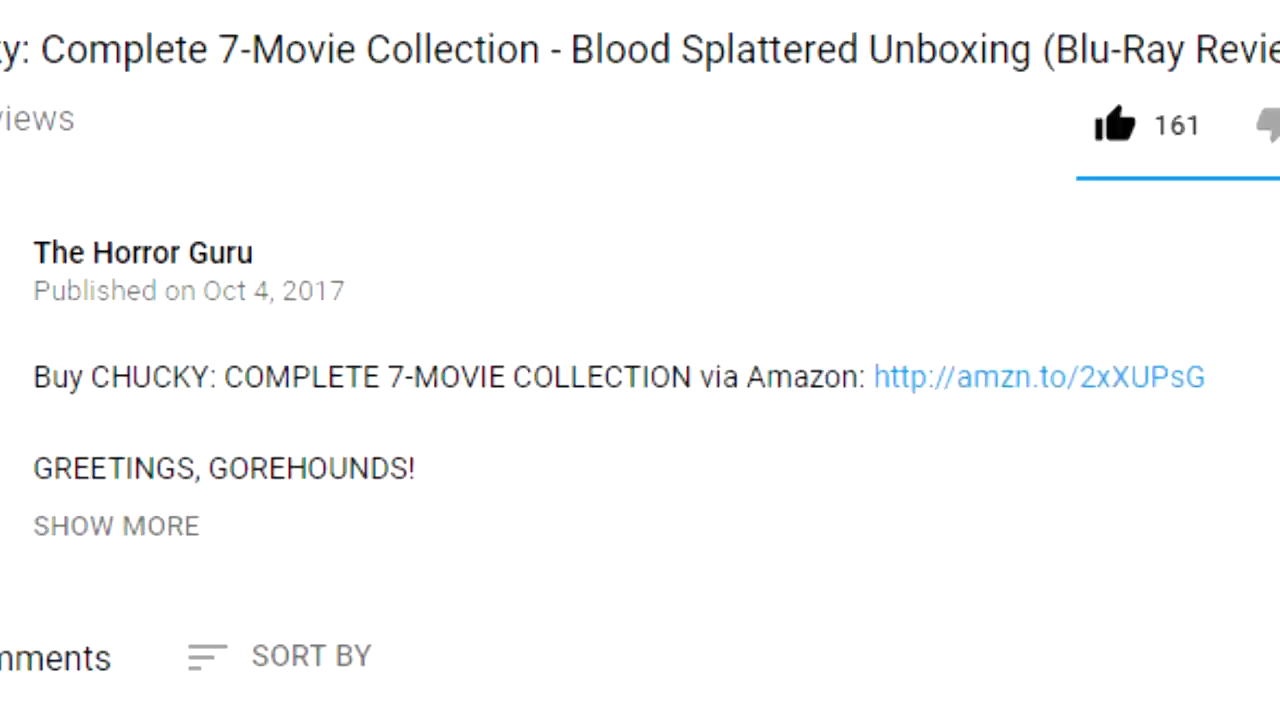 y: Complete 7-Movie Collection - Blood Splattered Unboxing (Blu-Ray Revie
views
161
The Horror Guru
Published on Oct 4, 2017
Buy CHUCKY: COMPLETE 7-MOVIE COLLECTION via Amazon: http://amzn.to/2xXUPsG
GREETINGS, GOREHOUNDS!
SHOW MORE
mments
SORT BY